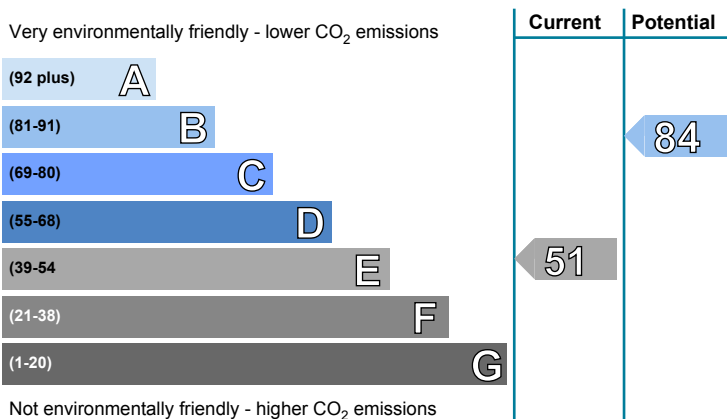 Very environmentally friendly - lower CO₂ emissions
Current
Potential
(92 plus) A
(81-91) B
84
(69-80) C
(55-68) D
(39-54 E
51
(21-38) F
(1-20) G
Not environmentally friendly - higher CO₂ emissions